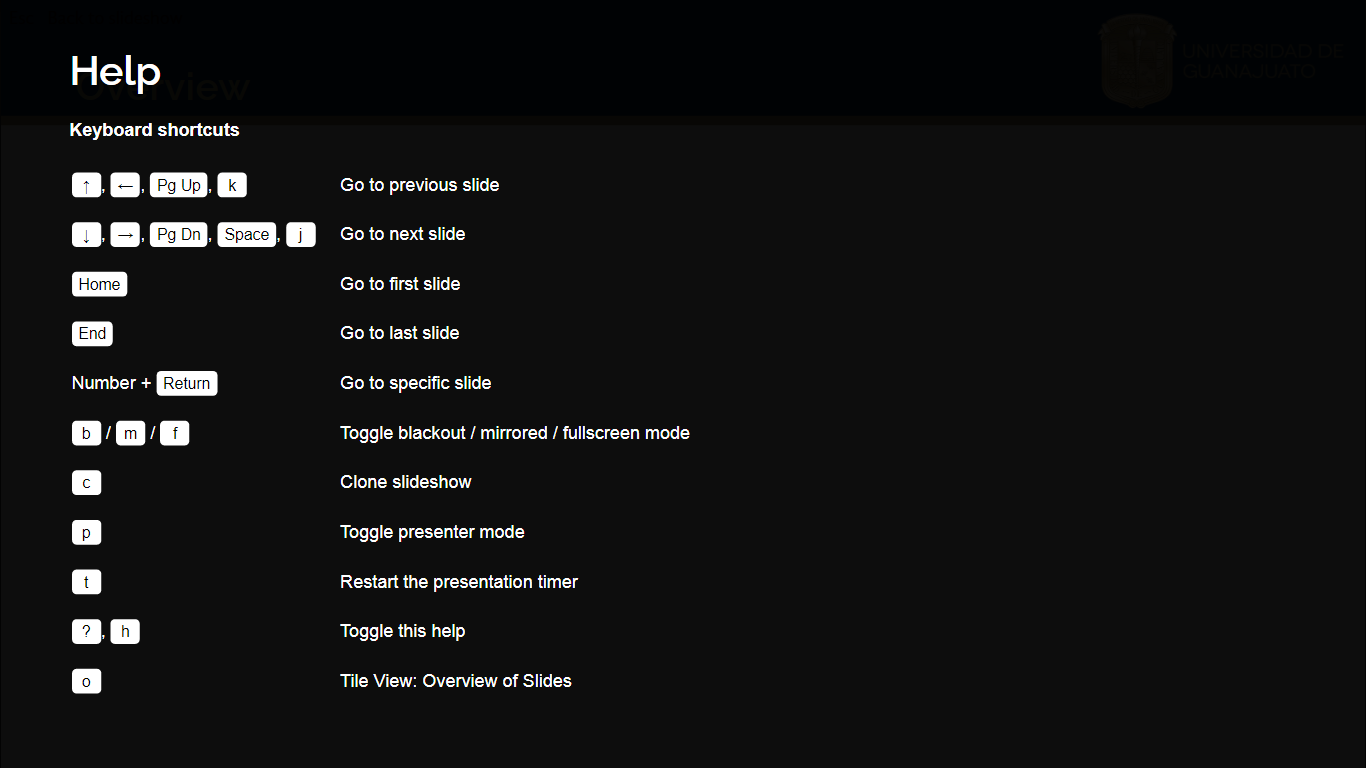 Help
Overview
UNIVERSIDAD DE
GUANAJUATO
Keyboard shortcuts
↑, ←, Pg Up, k Go to previous slide
↓, →, Pg Dn, Space, j Go to next slide
Home Go to first slide
End Go to last slide
Number + Return Go to specific slide
b / m / f Toggle blackout / mirrored / fullscreen mode
c Clone slideshow
p Toggle presenter mode
t Restart the presentation timer
?, h Toggle this help
o Tile View: Overview of Slides